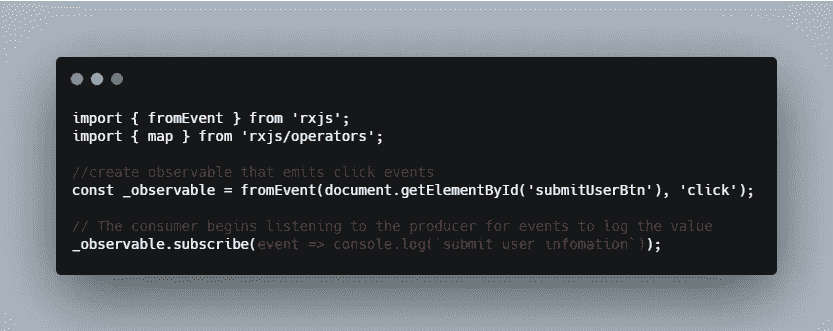 import { fromEvent } from 'rxjs';
import { map } from 'rxjs/operators';
//create observable that emits click events
const _observable = fromEvent(document.getElementById('submitUserBtn'), 'click');
// The consumer begins listening to the producer for events to log the value
_observable.subscribe(event => console.log(`submit user infomation`));